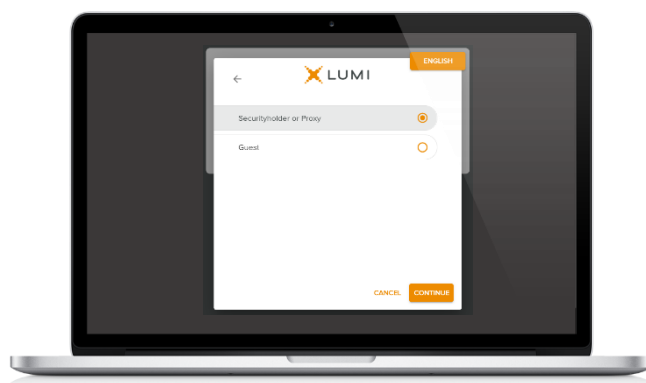 ENGLISH
LUMI
Securityholder or Proxy
Guest
CANCEL
CONTINUE